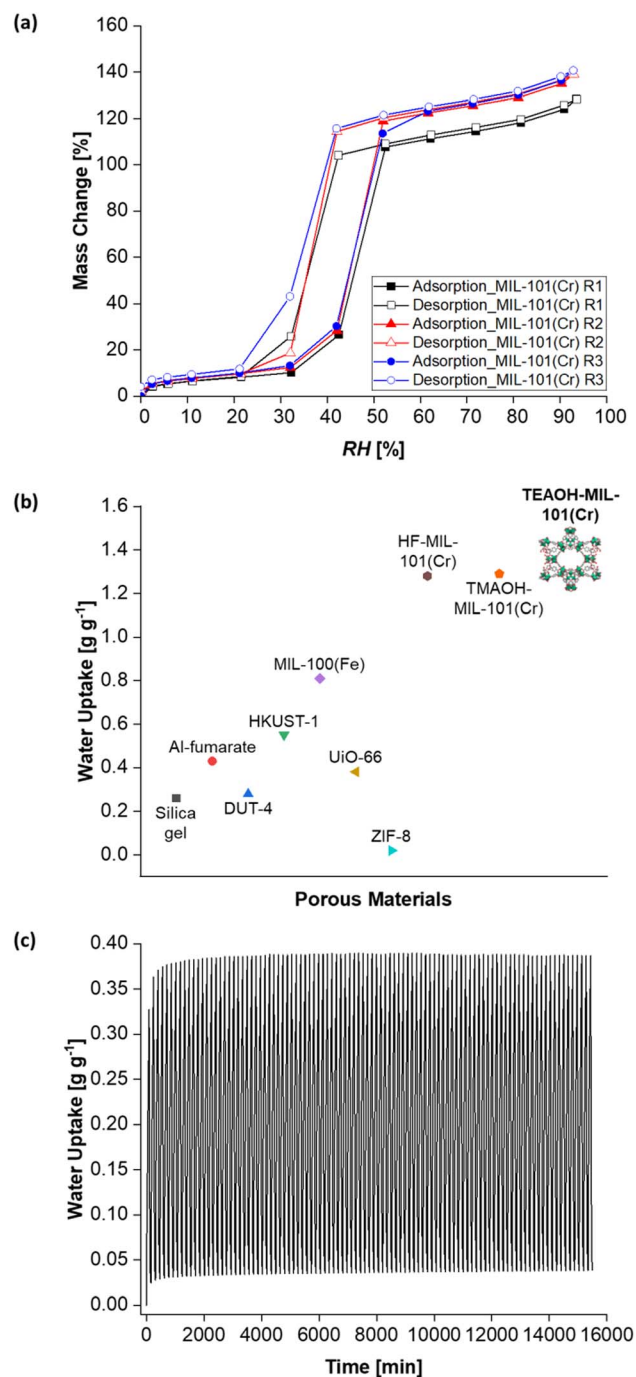 (a)
160
140
120
100
80
60
40
20
0
Mass Change [%]
Adsorption_MIL-101(Cr) R1
Desorption_MIL-101(Cr) R1
Adsorption_MIL-101(Cr) R2
Desorption_MIL-101(Cr) R2
Adsorption_MIL-101(Cr) R3
Desorption_MIL-101(Cr) R3
0 10 20 30 40 50 60 70 80 90 100
RH [%]
(b)
1.6
1.4
1.2
1.0
0.8
0.6
0.4
0.2
0.0
Water Uptake [g g⁻¹]
TEAOH-MIL-
101(Cr)
HF-MIL-
101(Cr)
TMAOH-
MIL-101(Cr)
MIL-100(Fe)
HKUST-1
Al-fumarate
UiO-66
DUT-4
Silica
gel
ZIF-8
Porous Materials
(c)
0.40
0.35
0.30
0.25
0.20
0.15
0.10
0.05
0.00
Water Uptake [g g⁻¹]
0 2000 4000 6000 8000 10000 12000 14000 16000
Time [min]